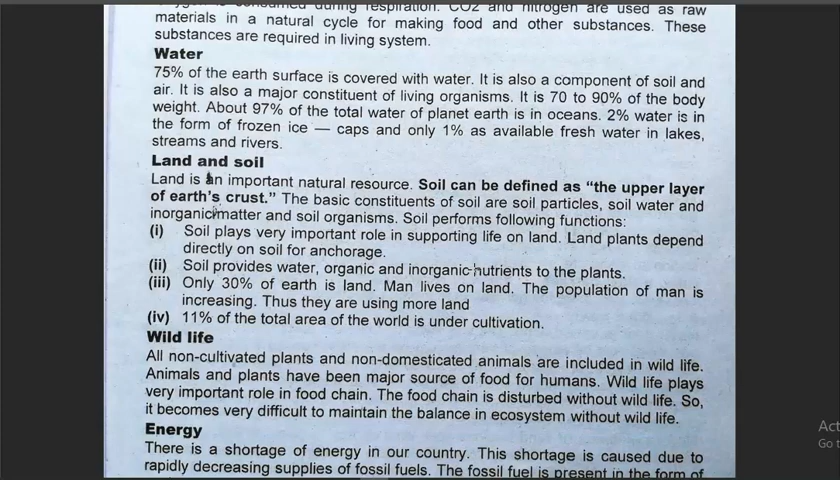 consumed during respiration. CO2 and nitrogen are used as raw
materials in a natural cycle for making food and other substances. These
substances are required in living system.
Water
75% of the earth surface is covered with water. It is also a component of soil and
air. It is also a major constituent of living organisms. It is 70 to 90% of the body
weight. About 97% of the total water of planet earth is in oceans. 2% water is in
the form of frozen ice — caps and only 1% as available fresh water in lakes,
streams and rivers.
Land and soil
Land is an important natural resource. Soil can be defined as “the upper layer
of earth’s crust.” The basic constituents of soil are soil particles, soil water and
inorganic matter and soil organisms. Soil performs following functions:
(i) Soil plays very important role in supporting life on land. Land plants depend
directly on soil for anchorage.
(ii) Soil provides water, organic and inorganic nutrients to the plants.
(iii) Only 30% of earth is land. Man lives on land. The population of man is
increasing. Thus they are using more land
(iv) 11% of the total area of the world is under cultivation.
Wild life
All non-cultivated plants and non-domesticated animals are included in wild life.
Animals and plants have been major source of food for humans. Wild life plays
very important role in food chain. The food chain is disturbed without wild life. So,
it becomes very difficult to maintain the balance in ecosystem without wild life.
Energy
There is a shortage of energy in our country. This shortage is caused due to
rapidly decreasing supplies of fossil fuels. The fossil fuel is present in the form of
Act
Go t